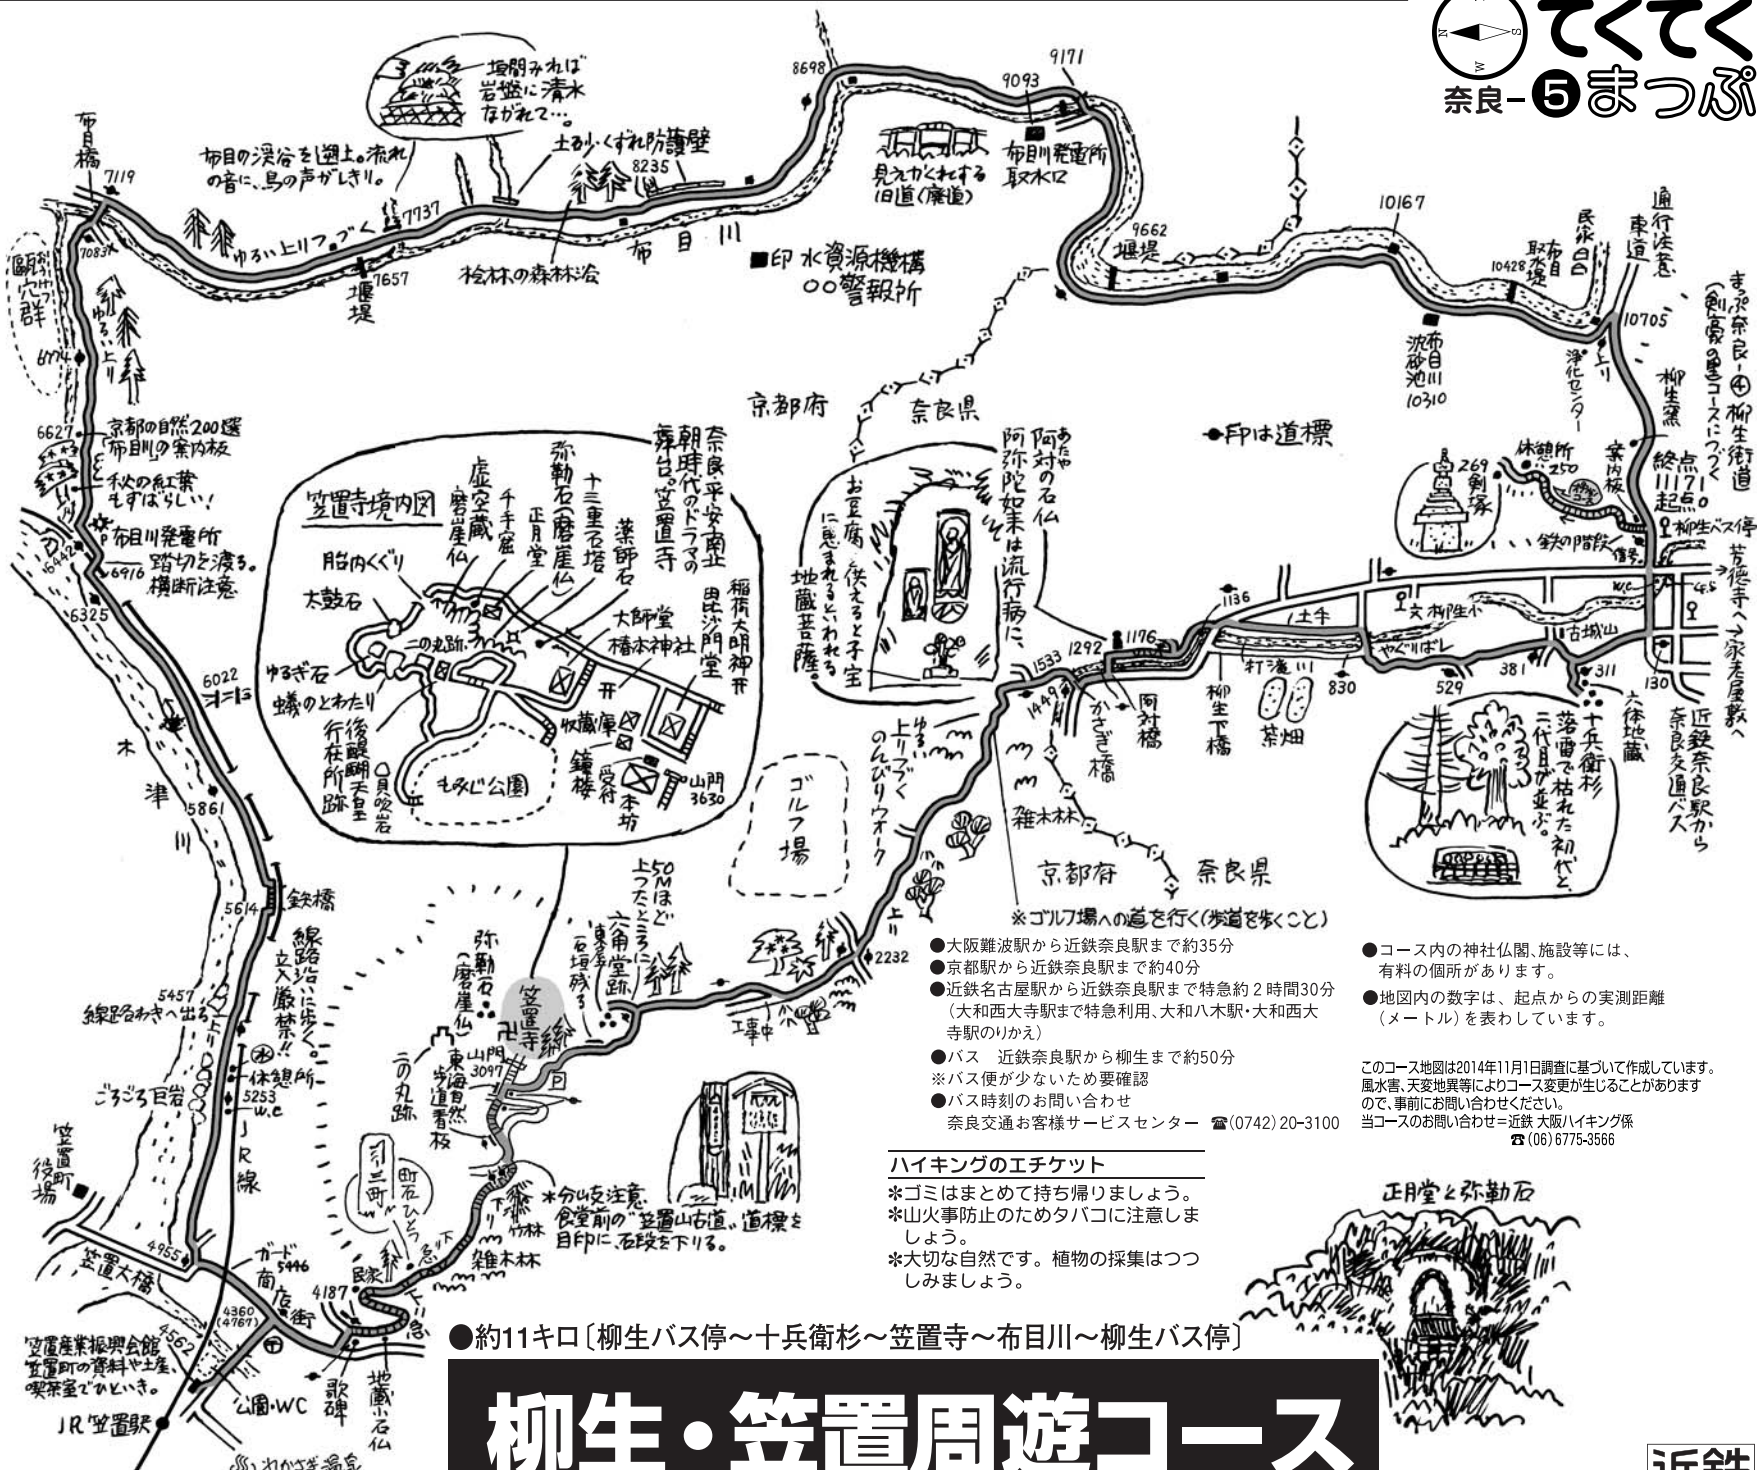 てくてく
まっぷ
奈良−5
N
S
W
布目橋
7119
7083
布目の渓谷を遡上。流れ
の音に、鳥の声がしきり。
垣間みれば
岩盤に清水
ながれて…。
土砂くずれ防護壁
8235
8698
9171
9093
布目川発電所
取水口
見えかくれする
旧道(廃道)
ゆるい上りつづく
7737
7657
堰堤
桧林の森林浴
布目川
■印 水資源機構
○○警報所
9662
堰堤
10167
10428
布目取水堤
民家
車道
通行注意
10705
布目川
沈砂池
10310
浄化センター
上り
まっぷ奈良−④柳生街道
(剣豪の里コースにつづく
柳生窯
甌穴群
おうけつ
ゆるい上り
6774
6627
京都の自然200選
「布目川」の案内板
秋の紅葉
もすばらしい!
布目川発電所
6442
6916
踏切を渡る。
横断注意
6325
6022
木津川
5861
5614
鉄橋
線路沿いに歩く。
立入厳禁!!
5457
線路わきへ出る
上り
水
休憩所
5253
W.C
ごろごろ巨岩
JR線
笠置町役場
4955
笠置大橋
ガード
5446
商店街
4360
(4767)
4562
笠置産業振興会館
笠置町の資料や土産、
喫茶室でひといき。
公園・WC
JR笠置駅
歌碑
地蔵小石仏
わかさぎ温泉
4187
民家
急
急下り
三町
町石ひとつ
笠置寺境内図
胎内くぐり
太鼓石
虚空蔵磨崖仏
千手窟
正月堂
弥勒石(磨崖仏)
十三重石塔
薬師石
奈良・平安・南北
朝時代のドラマの
舞台。笠置寺
大師堂
椿本神社
毘沙門堂
稲荷大明神
二の丸跡
ゆるぎ石
蟻のとわたり
後醍醐天皇
行在所跡
貝吹岩
もみじ公園
収蔵庫
鐘楼
受付
本坊
山門
3630
京都府
奈良県
●印は道標
あたや
阿対の石仏
阿弥陀如来は流行病に、
お豆腐を供えると子宝
に恵まれるといわれる
地蔵菩薩。
休憩所
250
269
剣塚
案内板
終点
10710
起点
柳生バス停
鉄の階段
信号
W.C
G.S
芳徳寺へ
家老屋敷へ
1136
土手
文 柳生小
古城山
1176
1292
1533
1449
かさぎ橋
阿対橋
柳生下橋
打滝川
茶畑
830
やぐりばし
529
381
311
130
六体地蔵
近鉄奈良駅から
奈良交通バス
十兵衛杉
落雷で枯れた初代と、
二代目が並ぶ。
雑木林
京都府
奈良県
ゆるい
上りつづく
のんびりウオーク
ゴルフ場
※ゴルフ場への道を行く(歩道を歩くこと)
上り
2232
工事中
50Mほど
上ったところに
六角堂跡
東屋
石垣残る
弥勒石
(磨崖仏)
笠置寺
山門
3097
二の丸跡
東海自然
歩道看板
P
竹林
下り
雑木林
*分岐注意
食堂前の“笠置山古道”道標を
目印に、石段を下りる。
●大阪難波駅から近鉄奈良駅まで約35分
●京都駅から近鉄奈良駅まで約40分
●近鉄名古屋駅から近鉄奈良駅まで特急約2時間30分
(大和西大寺駅まで特急利用、大和八木駅・大和西大
寺駅のりかえ)
●バス 近鉄奈良駅から柳生まで約50分
※バス便が少ないため要確認
●バス時刻のお問い合わせ
奈良交通お客様サービスセンター ☎(0742)20−3100
●コース内の神社仏閣、施設等には、
有料の個所があります。
●地図内の数字は、起点からの実測距離
(メートル)を表わしています。
このコース地図は2014年11月1日調査に基づいて作成しています。
風水害、天変地異等によりコース変更が生じることがあります
ので、事前にお問い合わせください。
当コースのお問い合わせ=近鉄 大阪ハイキング係
☎(06)6775−3566
ハイキングのエチケット
✻ゴミはまとめて持ち帰りましょう。
✻山火事防止のためタバコに注意しま
しょう。
✻大切な自然です。植物の採集はつつ
しみましょう。
正月堂と弥勒石
●約11キロ〔柳生バス停〜十兵衛杉〜笠置寺〜布目川〜柳生バス停〕
柳生・笠置周遊コース
近鉄